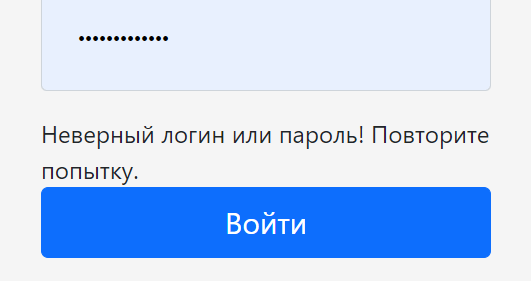 •••••••••••••
Неверный логин или пароль! Повторите
попытку.
Войти